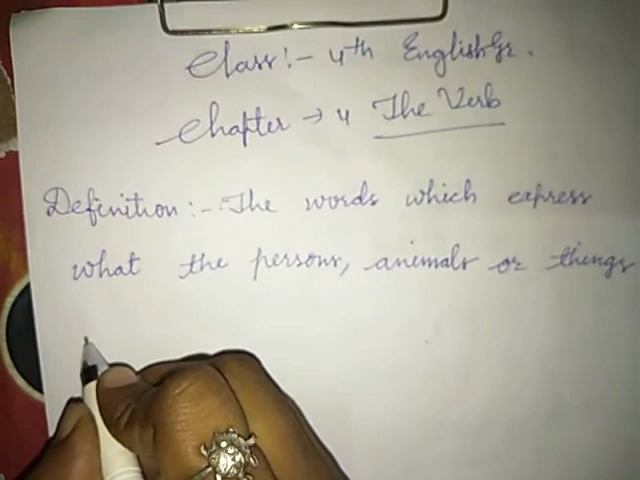 Class:- 4th English Gr.
Chapter → 4 The Verb
Definition:- The words which express
what the persons, animals or things